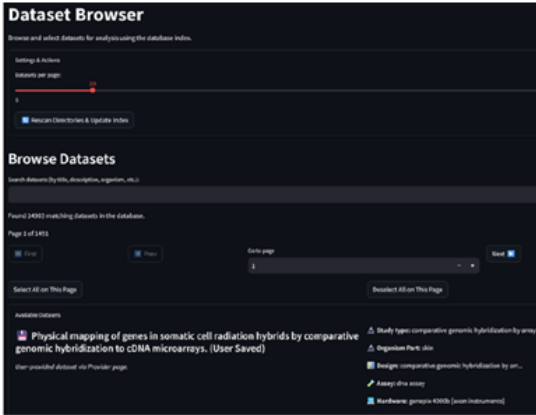 Dataset Browser
Browse and select datasets for analysis using the database index.
Settings & Actions
Datasets per page:
10
5
Rescan Directories & Update Index
Browse Datasets
Search datasets (by title, description, organism, etc.):
Found 14503 matching datasets in the database.
Page 1 of 1451
First
Prev
Go to page
1
- +
Next
Select All on This Page
Deselect All on This Page
Available Datasets
Physical mapping of genes in somatic cell radiation hybrids by comparative
genomic hybridization to cDNA microarrays. (User Saved)
User-provided dataset via Provider page.
Study type: comparative genomic hybridization by array
Organism Part: skin
Design: comparative genomic hybridization by arr...
Assay: dna assay
Hardware: genepix 4000b [axon instruments]